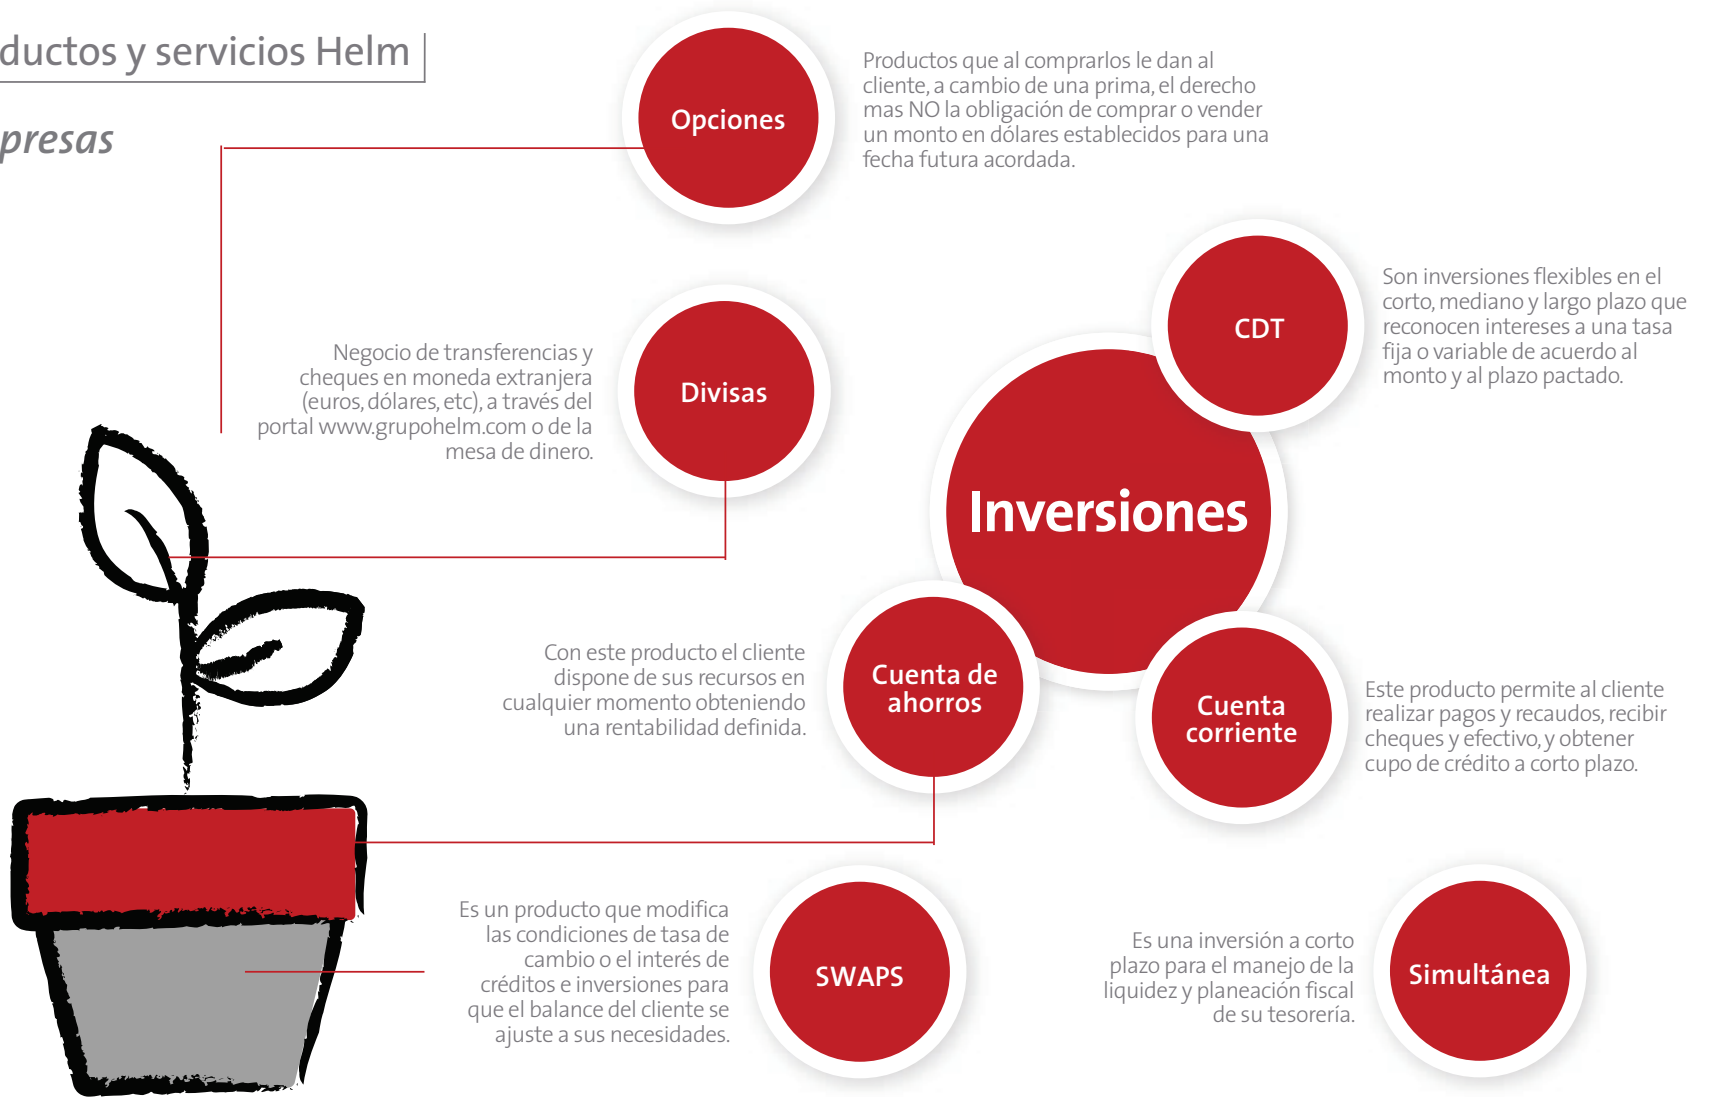 ductos y servicios Helm
presas
Opciones
Productos que al comprarlos le dan al
cliente, a cambio de una prima, el derecho
mas NO la obligación de comprar o vender
un monto en dólares establecidos para una
fecha futura acordada.
CDT
Son inversiones flexibles en el
corto, mediano y largo plazo que
reconocen intereses a una tasa
fija o variable de acuerdo al
monto y al plazo pactado.
Negocio de transferencias y
cheques en moneda extranjera
(euros, dólares, etc), a través del
portal www.grupohelm.com o de la
mesa de dinero.
Divisas
Inversiones
Con este producto el cliente
dispone de sus recursos en
cualquier momento obteniendo
una rentabilidad definida.
Cuenta de
ahorros
Cuenta
corriente
Este producto permite al cliente
realizar pagos y recaudos, recibir
cheques y efectivo, y obtener
cupo de crédito a corto plazo.
Es un producto que modifica
las condiciones de tasa de
cambio o el interés de
créditos e inversiones para
que el balance del cliente se
ajuste a sus necesidades.
SWAPS
Es una inversión a corto
plazo para el manejo de la
liquidez y planeación fiscal
de su tesorería.
Simultánea